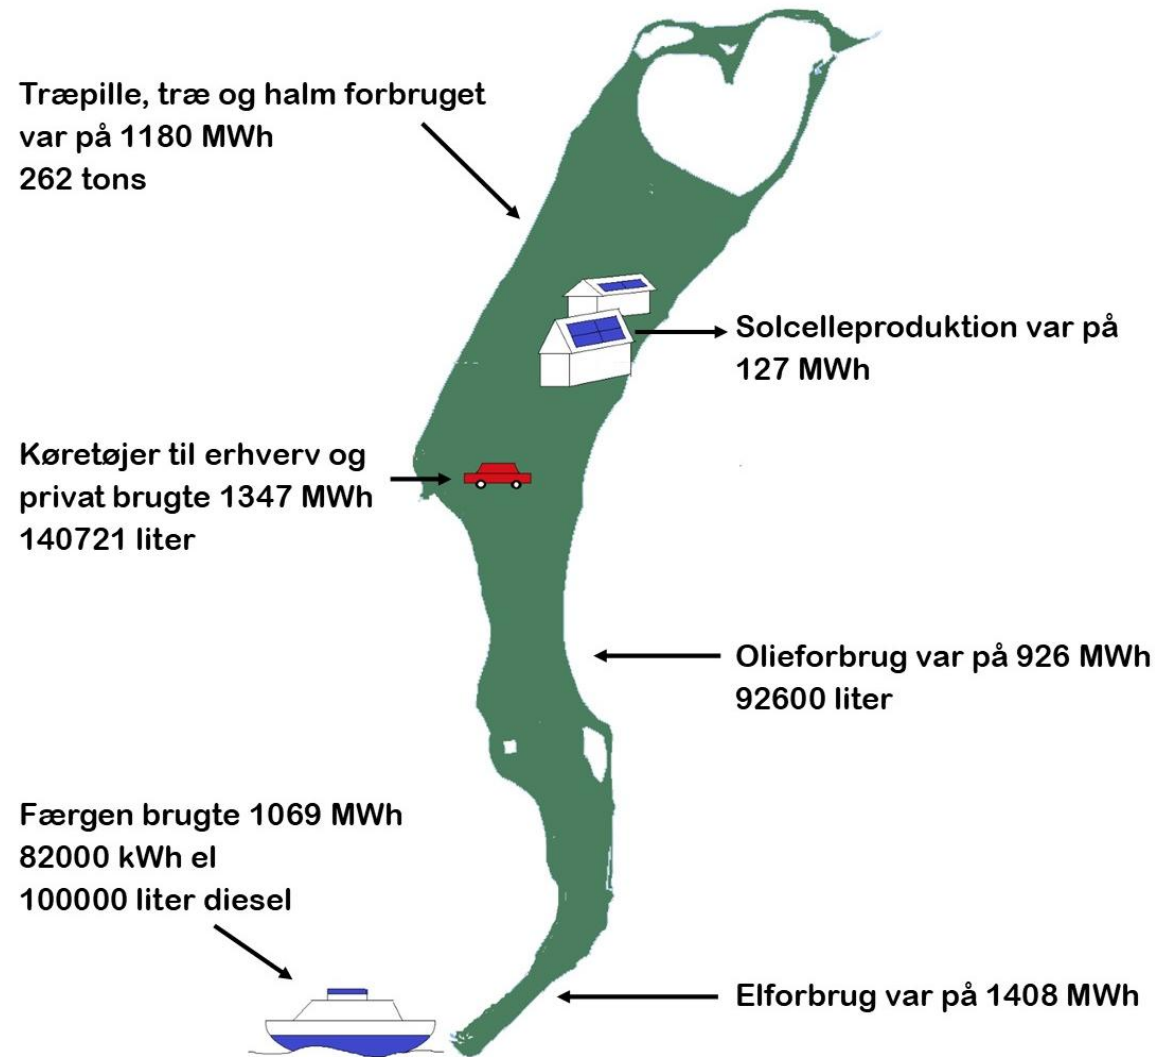 Træpille, træ og halm forbruget
var på 1180 MWh
262 tons
Solcelleproduktion var på
127 MWh
Køretøjer til erhverv og
privat brugte 1347 MWh
140721 liter
Olieforbrug var på 926 MWh
92600 liter
Færgen brugte 1069 MWh
82000 kWh el
100000 liter diesel
Elforbrug var på 1408 MWh